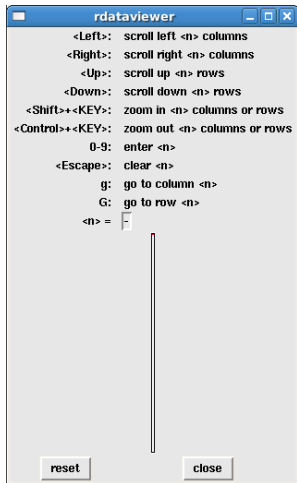 rdataviewer
<Left>: scroll left <n> columns
<Right>: scroll right <n> columns
<Up>: scroll up <n> rows
<Down>: scroll down <n> rows
<Shift>+<KEY>: zoom in <n> columns or rows
<Control>+<KEY>: zoom out <n> columns or rows
0-9: enter <n>
<Escape>: clear <n>
g: go to column <n>
G: go to row <n>
<n> = -
reset close